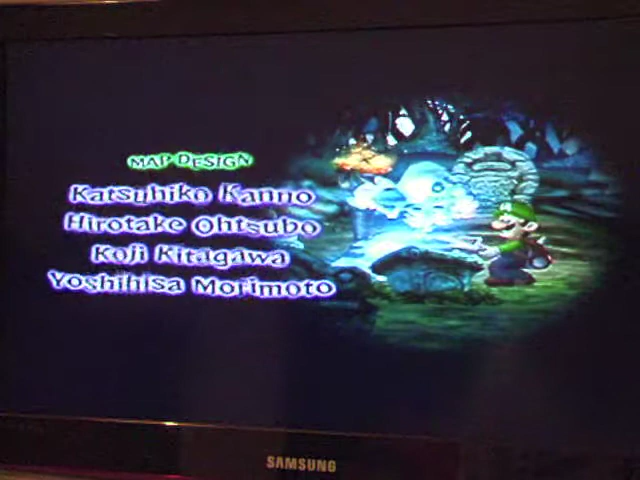 MAP DESIGN
Katsuhiko Kanno
Hirotake Ohtsubo
Koji Kitagawa
Yoshihisa Morimoto
SAMSUNG